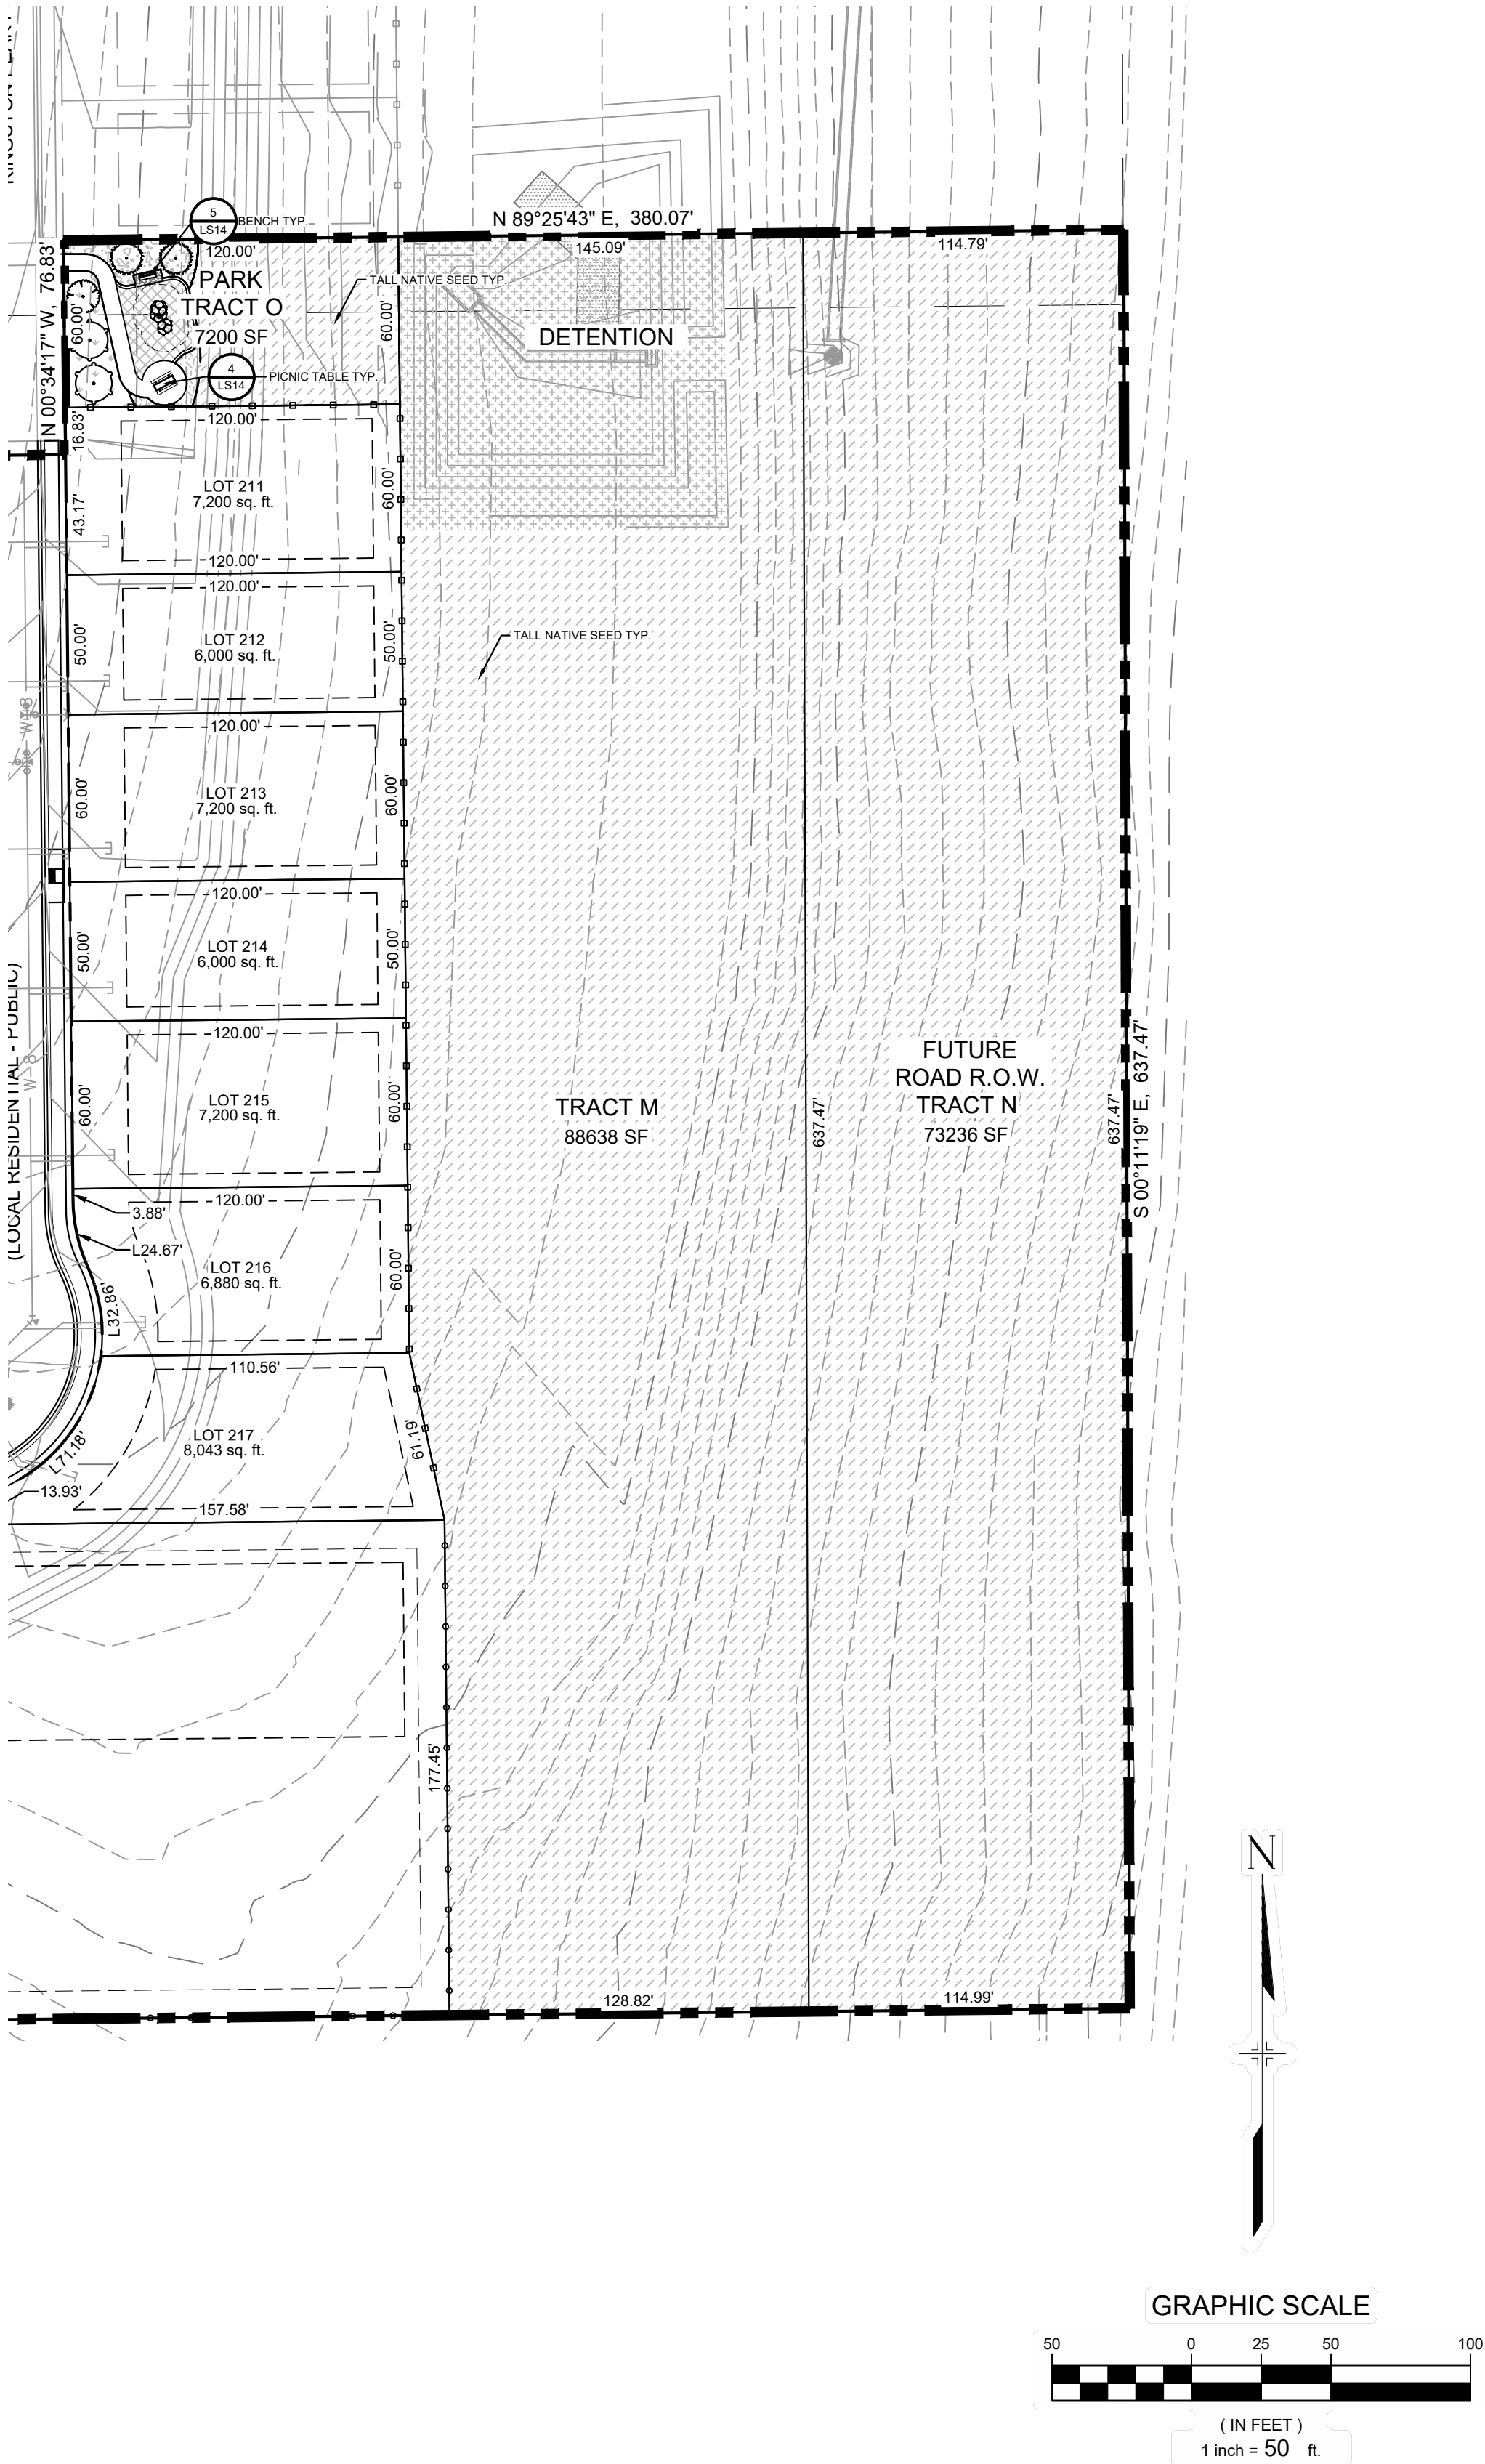 5
LS14
BENCH TYP.
N 89°25'43" E, 380.07'
120.00'
145.09'
114.79'
N 00°34'17" W, 76.83'
60.00'
PARK
TRACT O
7200 SF
TALL NATIVE SEED TYP.
60.00'
DETENTION
4
LS14
PICNIC TABLE TYP.
16.83'
120.00'
43.17'
LOT 211
7,200 sq. ft.
60.00'
120.00'
120.00'
50.00'
LOT 212
6,000 sq. ft.
50.00'
TALL NATIVE SEED TYP.
120.00'
60.00'
LOT 213
7,200 sq. ft.
60.00'
120.00'
50.00'
LOT 214
6,000 sq. ft.
50.00'
120.00'
(LOCAL RESIDENTIAL - PUBLIC)
W-8
60.00'
LOT 215
7,200 sq. ft.
60.00'
TRACT M
88638 SF
637.47'
FUTURE
ROAD R.O.W.
TRACT N
73236 SF
637.47'
S 00°11'19" E, 637.47'
120.00'
3.88'
L24.67'
L32.86'
LOT 216
6,880 sq. ft.
60.00'
110.56'
LOT 217
8,043 sq. ft.
61.19'
L71.18'
13.93'
157.58'
177.45'
128.82'
114.99'
N
GRAPHIC SCALE
50 0 25 50 100
( IN FEET )
1 inch = 50 ft.